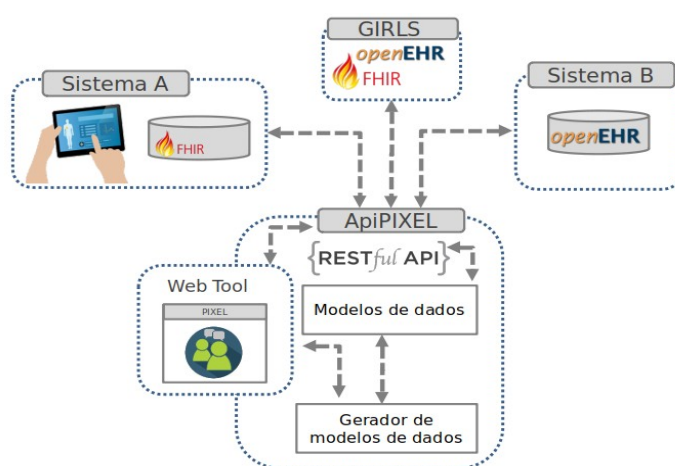 GIRLS
openEHR
FHIR
Sistema A
FHIR
Sistema B
openEHR
ApiPIXEL
{RESTful API}
Web Tool
PIXEL
Modelos de dados
Gerador de
modelos de dados